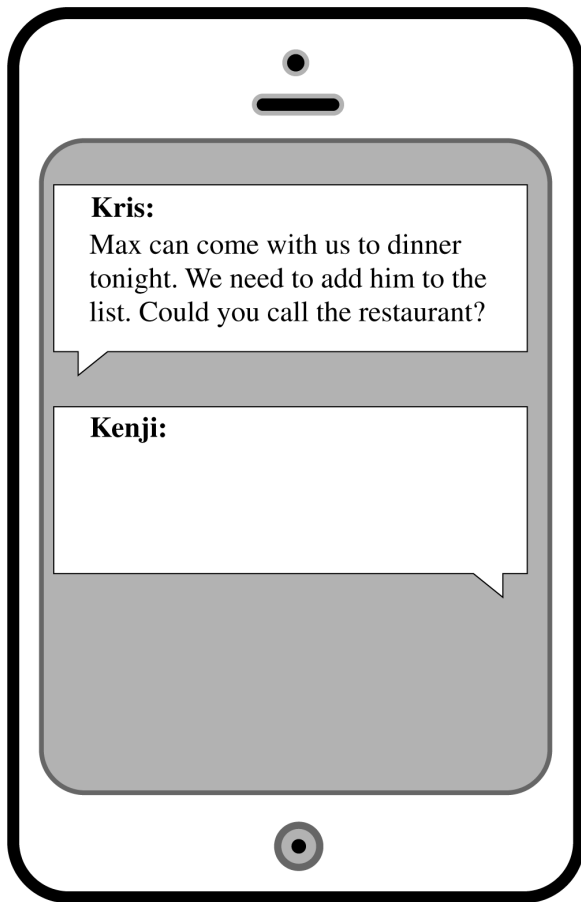 Kris:
Max can come with us to dinner
tonight. We need to add him to the
list. Could you call the restaurant?
Kenji: